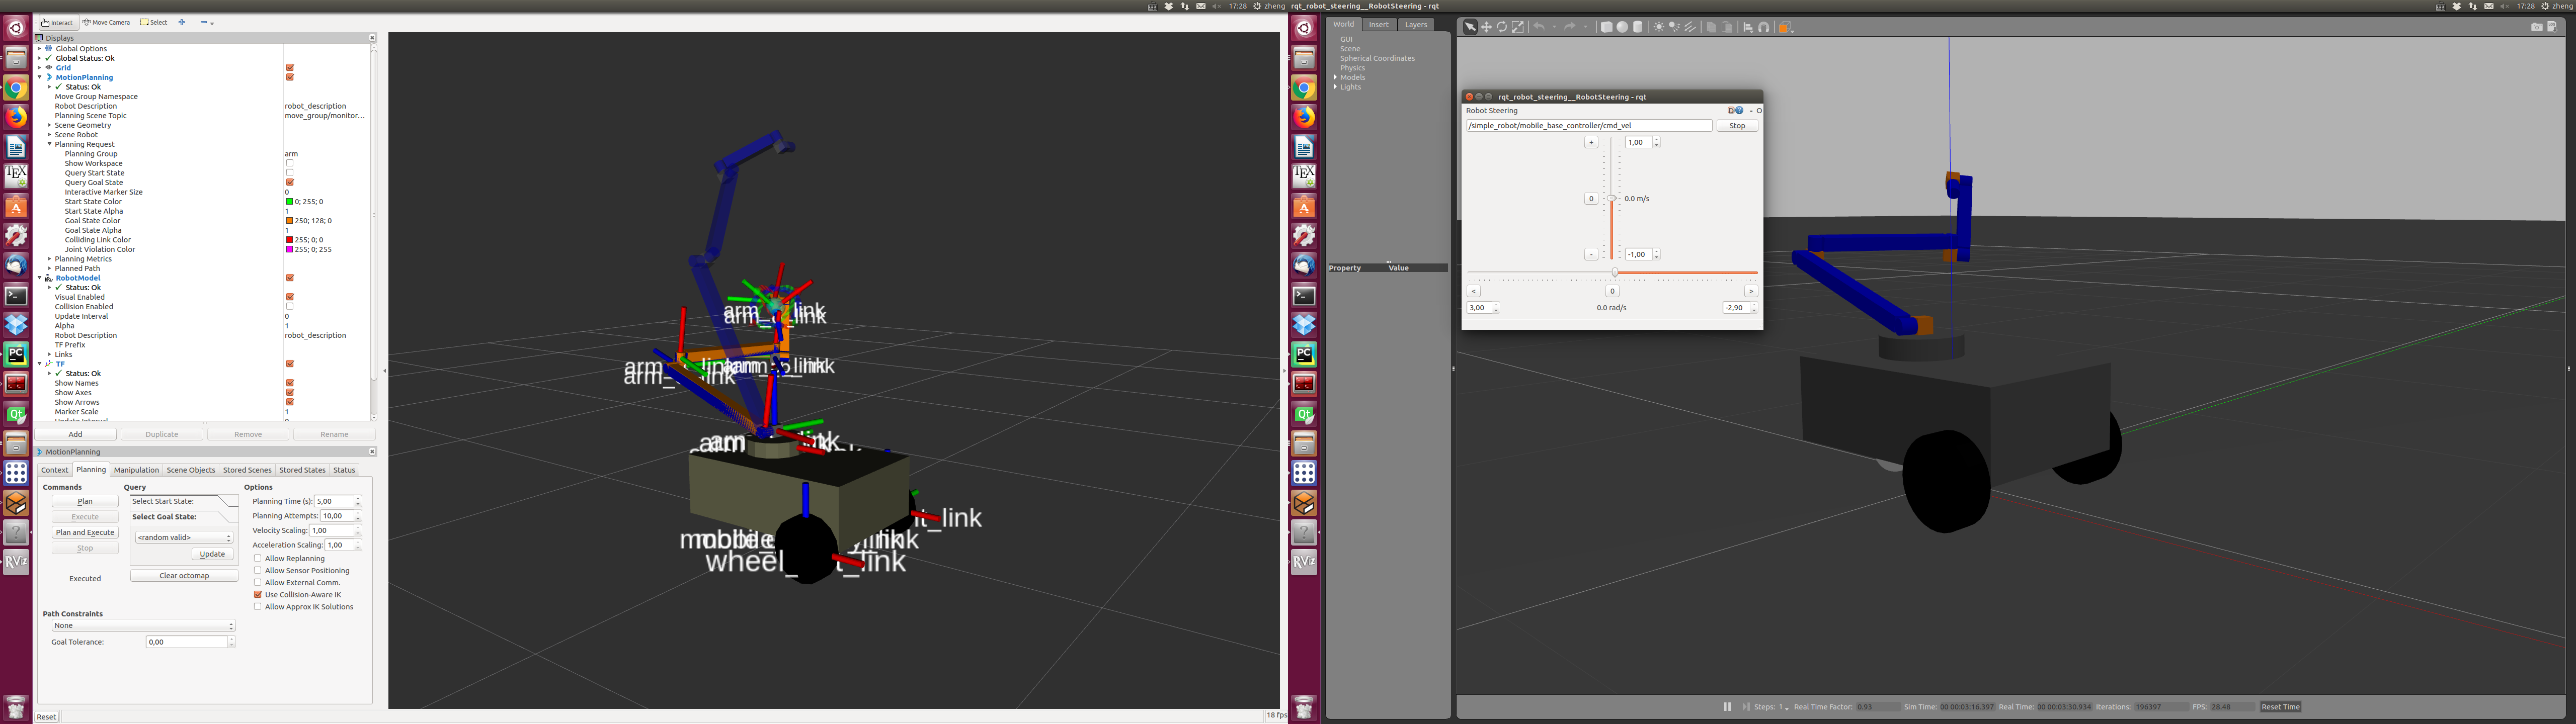 17:28 zheng
Interact Move Camera Select
Displays
Global Options
Global Status: Ok
Grid
MotionPlanning
Status: Ok
Move Group Namespace
Robot Description robot_description
Planning Scene Topic move_group/monitor...
Scene Geometry
Scene Robot
Planning Request
Planning Group arm
Show Workspace
Query Start State
Query Goal State
Interactive Marker Size 0
Start State Color 0; 255; 0
Start State Alpha 1
Goal State Color 250; 128; 0
Goal State Alpha 1
Colliding Link Color 255; 0; 0
Joint Violation Color 255; 0; 255
Planning Metrics
Planned Path
RobotModel
Status: Ok
Visual Enabled
Collision Enabled
Update Interval 0
Alpha 1
Robot Description robot_description
TF Prefix
Links
TF
Status: Ok
Show Names
Show Axes
Show Arrows
Marker Scale 1
Add Duplicate Remove Rename
MotionPlanning
Context Planning Manipulation Scene Objects Stored Scenes Stored States Status
Commands Query Options
Plan Select Start State: Planning Time (s): 5,00
Execute Select Goal State: Planning Attempts: 10,00
Plan and Execute <random valid> Velocity Scaling: 1,00
Stop Update Acceleration Scaling: 1,00
Allow Replanning
Clear octomap Allow Sensor Positioning
Executed Allow External Comm.
Use Collision-Aware IK
Allow Approx IK Solutions
Path Constraints
None
Goal Tolerance: 0,00
Reset 18 fps
rqt_robot_steering__RobotSteering - rqt 17:28 zheng
World Insert Layers
GUI
Scene
Spherical Coordinates
Physics
Models
Lights
Property Value
rqt_robot_steering__RobotSteering - rqt
Robot Steering
/simple_robot/mobile_base_controller/cmd_vel Stop
+ 1,00
0 0.0 m/s
- -1,00
< 0 >
3,00 0.0 rad/s -2,90
Steps: 1 Real Time Factor: 0.93 Sim Time: 00 00:03:16.397 Real Time: 00 00:03:30.934 Iterations: 196397 FPS: 28.48 Reset Time